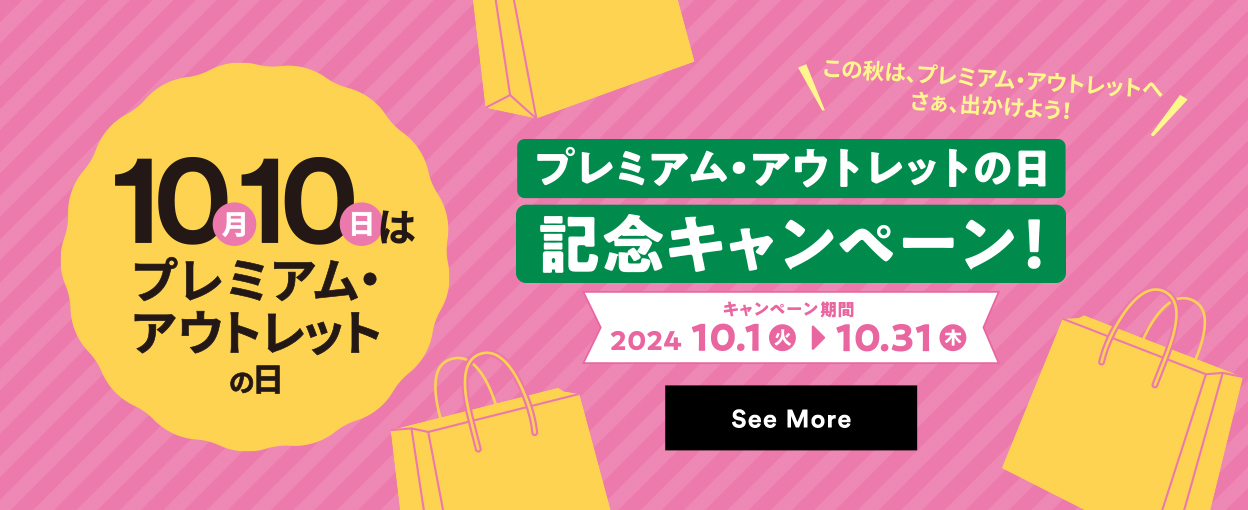 10月10日は
プレミアム・
アウトレット
の日
この秋は、プレミアム・アウトレットへ
さぁ、出かけよう!
プレミアム・アウトレットの日
記念キャンペーン!
キャンペーン期間
2024 10.1火▶10.31木
See More